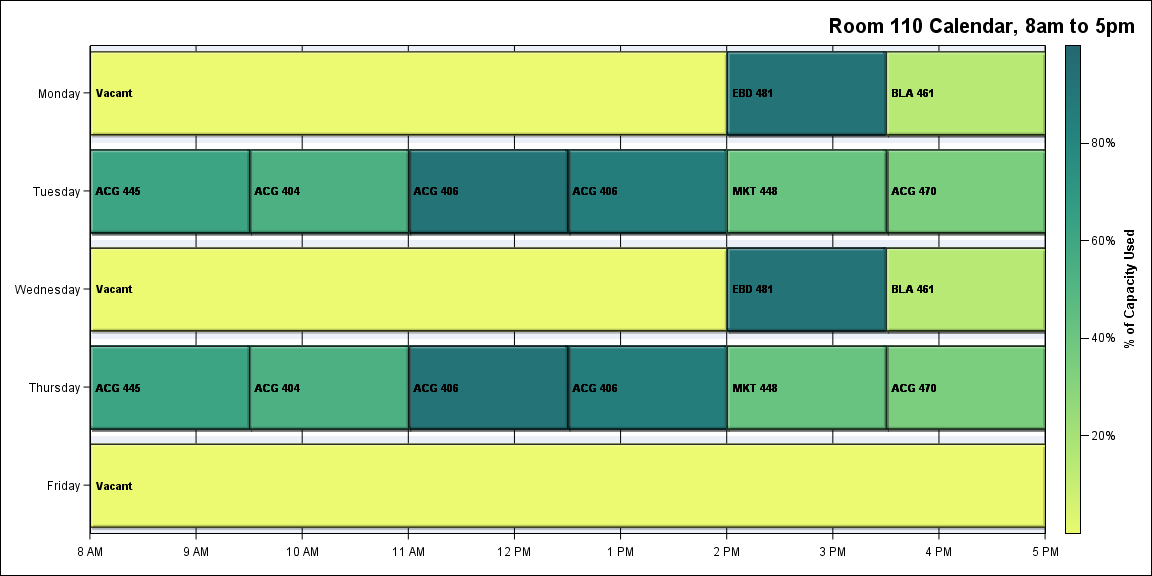 Room 110 Calendar, 8am to 5pm
Monday
Vacant
EBD 481
BLA 461
Tuesday
ACG 445
ACG 404
ACG 406
ACG 406
MKT 448
ACG 470
Wednesday
Vacant
EBD 481
BLA 461
Thursday
ACG 445
ACG 404
ACG 406
ACG 406
MKT 448
ACG 470
Friday
Vacant
8 AM
9 AM
10 AM
11 AM
12 PM
1 PM
2 PM
3 PM
4 PM
5 PM
80%
60%
40%
20%
% of Capacity Used